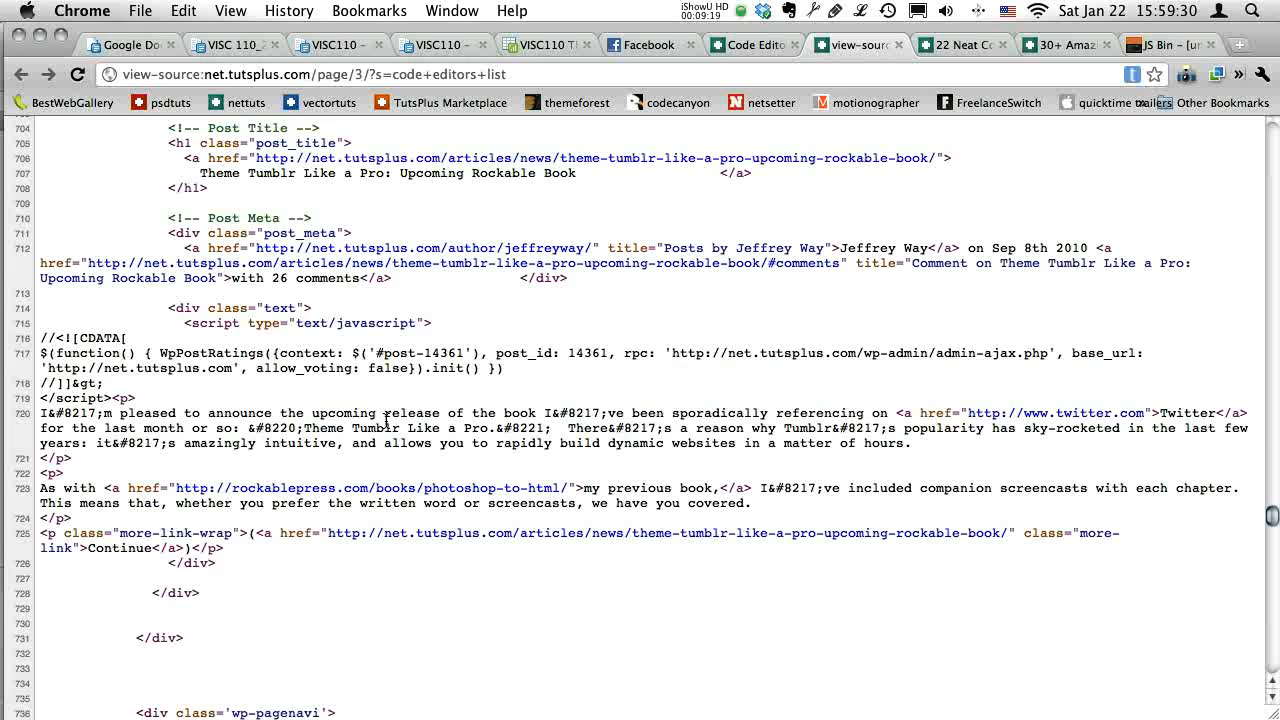 Chrome File Edit View History Bookmarks Window Help iShowU HD 00:09:19 Sat Jan 22 15:59:30
Google Do VISC 110_2 VISC110 - VISC110 - VISC110 T Facebook Code Edito view-sour 22 Neat C 30+ Amaz JS Bin - [u
view-source:net.tutsplus.com/page/3/?s=code+editors+list
BestWebGallery psdtuts nettuts vectortuts TutsPlus Marketplace themeforest codecanyon netsetter motionographer FreelanceSwitch quicktime Other Bookmarks
704 <!-- Post Title -->
705 <h1 class="post_title">
706 <a href="http://net.tutsplus.com/articles/news/theme-tumblr-like-a-pro-upcoming-rockable-book/">
707 Theme Tumblr Like a Pro: Upcoming Rockable Book </a>
708 </h1>
709
710 <!-- Post Meta -->
711 <div class="post_meta">
712 <a href="http://net.tutsplus.com/author/jeffreyway/" title="Posts by Jeffrey Way">Jeffrey Way</a> on Sep 8th 2010 <a
href="http://net.tutsplus.com/articles/news/theme-tumblr-like-a-pro-upcoming-rockable-book/#comments" title="Comment on Theme Tumblr Like a Pro:
Upcoming Rockable Book">with 26 comments</a> </div>
713
714 <div class="text">
715 <script type="text/javascript">
716 //<![CDATA[
717 $(function() { WpPostRatings({context: $('#post-14361'), post_id: 14361, rpc: 'http://net.tutsplus.com/wp-admin/admin-ajax.php', base_url:
'http://net.tutsplus.com', allow_voting: false}).init() })
718 //]]&gt;
719 </script><p>
720 I&#8217;m pleased to announce the upcoming release of the book I&#8217;ve been sporadically referencing on <a href="http://www.twitter.com">Twitter</a>
for the last month or so: &#8220;Theme Tumblr Like a Pro.&#8221; There&#8217;s a reason why Tumblr&#8217;s popularity has sky-rocketed in the last few
years: it&#8217;s amazingly intuitive, and allows you to rapidly build dynamic websites in a matter of hours.
721 </p>
722 <p>
723 As with <a href="http://rockablepress.com/books/photoshop-to-html/">my previous book,</a> I&#8217;ve included companion screencasts with each chapter.
This means that, whether you prefer the written word or screencasts, we have you covered.
724 </p>
725 <p class="more-link-wrap">(<a href="http://net.tutsplus.com/articles/news/theme-tumblr-like-a-pro-upcoming-rockable-book/" class="more-
link">Continue</a>)</p>
726 </div>
727
728 </div>
729
730
731 </div>
732
733
734
735
736 <div class='wp-pagenavi'>